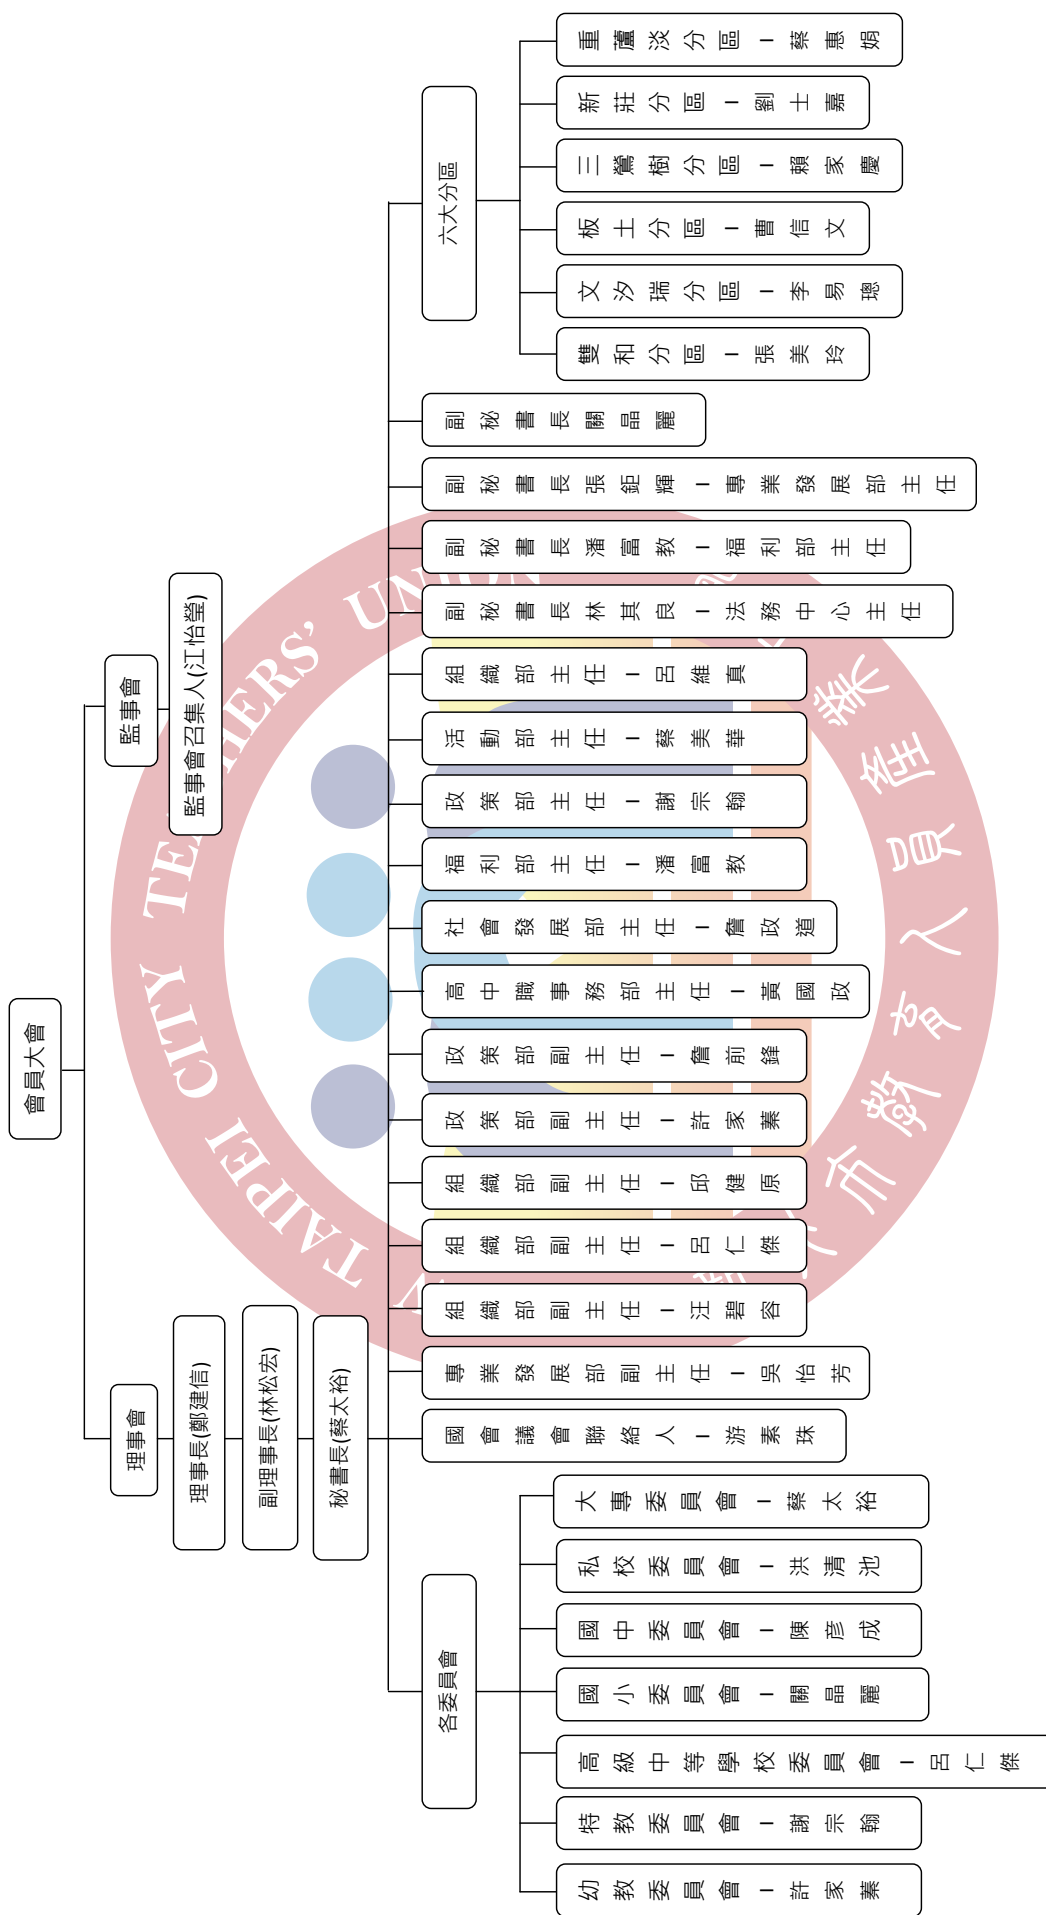 會員大會
理事會
監事會
理事長(鄭建信)
監事會召集人(江怡瑩)
副理事長(林松宏)
秘書長(蔡太裕)
各委員會
幼教委員會－許家蓁
特教委員會－謝宗翰
高級中等學校委員會－呂仁傑
國小委員會－關晶麗
國中委員會－陳彥成
私校委員會－洪清池
大專委員會－蔡太裕
國會議會聯絡人－游素珠
專業發展部副主任－吳怡芳
組織部副主任－汪碧容
組織部副主任－呂仁傑
組織部副主任－邱健原
政策部副主任－許家蓁
政策部副主任－詹前鋒
高中職事務部主任－黃國政
社會發展部主任－詹政道
福利部主任－潘富教
政策部主任－謝宗翰
活動部主任－蔡美華
組織部主任－呂維真
副秘書長林其良－法務中心主任
副秘書長潘富教－福利部主任
副秘書長張鉅輝－專業發展部主任
副秘書長關晶麗
六大分區
雙和分區－張美玲
文汐瑞分區－李易璁
板土分區－曹信文
三鶯樹分區－賴家慶
新莊分區－劉士嘉
重蘆淡分區－蔡惠娟
TAIPEI CITY TEACHERS' UNION
市教育人員產業